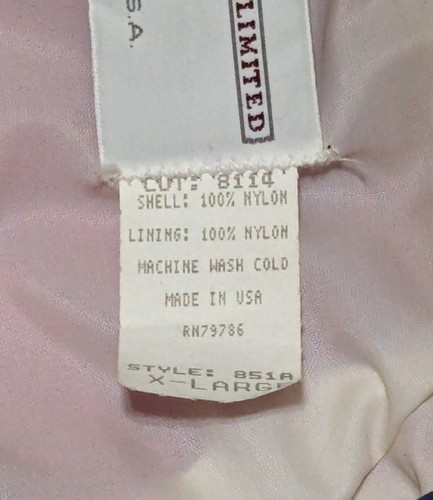 S.A.
LIMITED
CUT: 8114
SHELL: 100% NYLON
LINING: 100% NYLON
MACHINE WASH COLD
MADE IN USA
RN79786
STYLE: 851A
X-LARGE